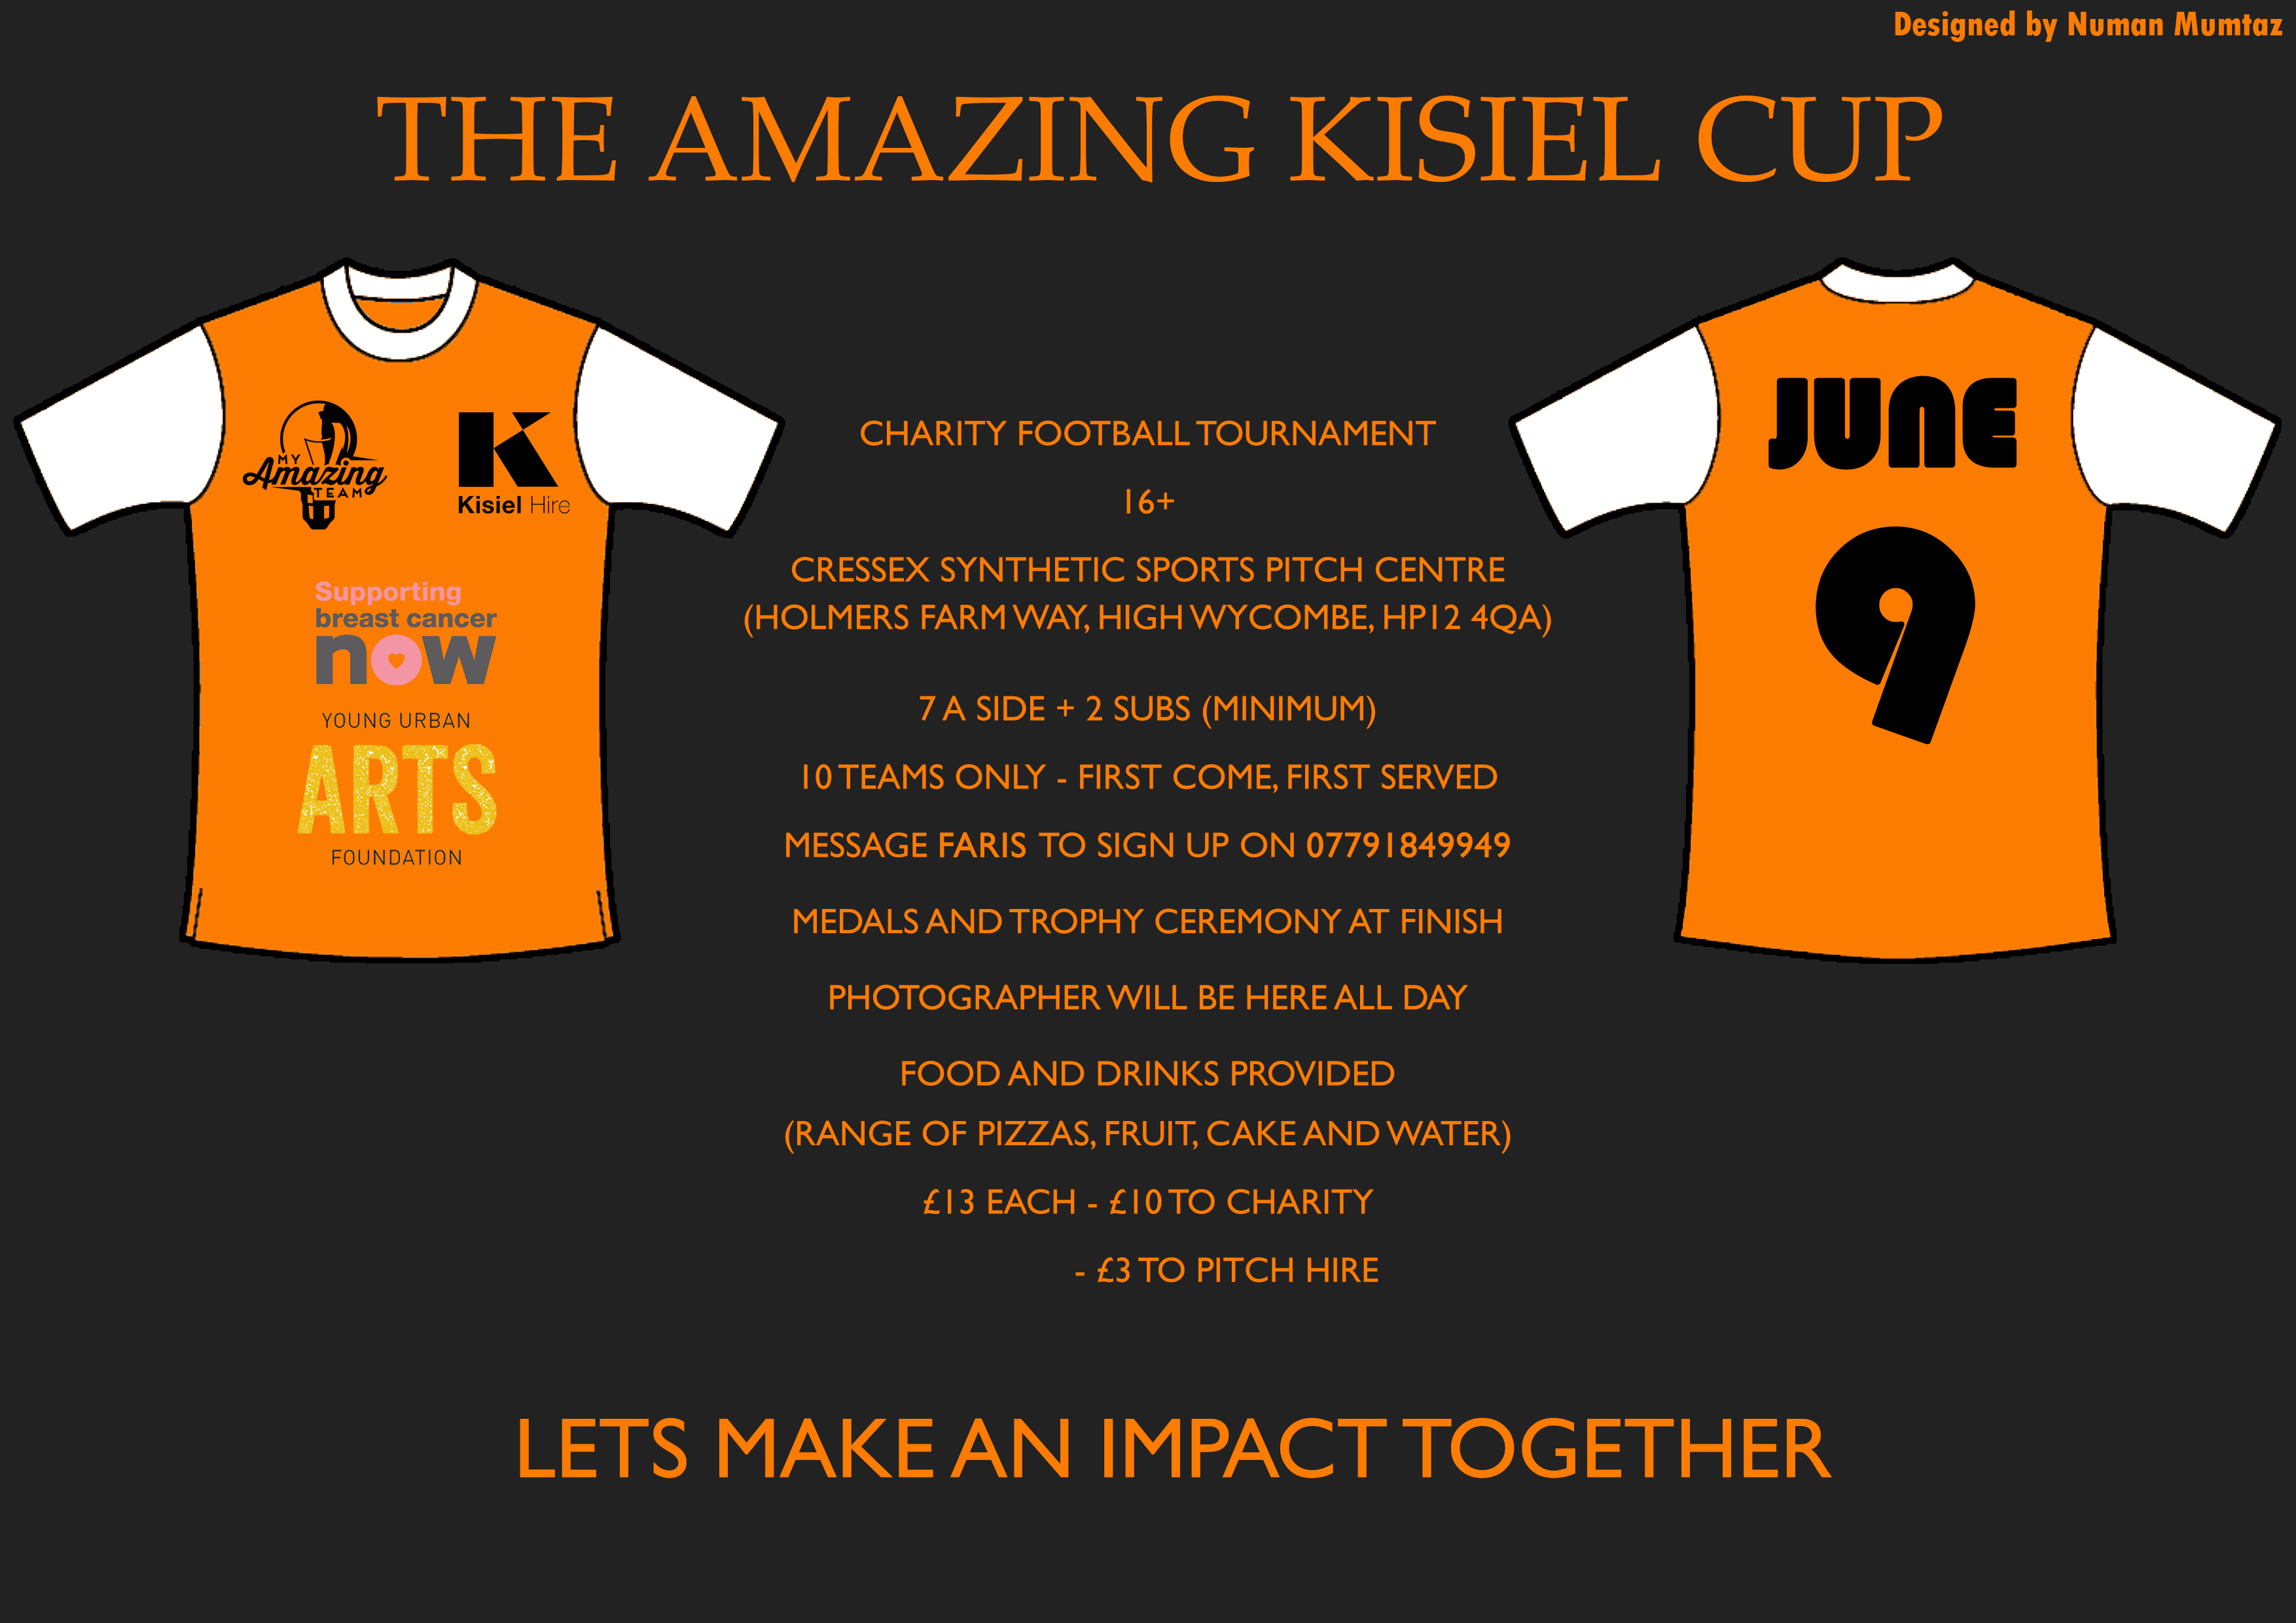 Designed by Numan Mumtaz
THE AMAZING KISIEL CUP
MY
Amazing
TEAM
K
Kisiel Hire
Supporting
breast cancer
now
YOUNG URBAN
ARTS
FOUNDATION
CHARITY FOOTBALL TOURNAMENT
16+
CRESSEX SYNTHETIC SPORTS PITCH CENTRE
(HOLMERS FARM WAY, HIGH WYCOMBE, HP12 4QA)
7 A SIDE + 2 SUBS (MINIMUM)
10 TEAMS ONLY - FIRST COME, FIRST SERVED
MESSAGE FARIS TO SIGN UP ON 07791849949
MEDALS AND TROPHY CEREMONY AT FINISH
PHOTOGRAPHER WILL BE HERE ALL DAY
FOOD AND DRINKS PROVIDED
(RANGE OF PIZZAS, FRUIT, CAKE AND WATER)
£13 EACH - £10 TO CHARITY
- £3 TO PITCH HIRE
JUNE
9
LETS MAKE AN IMPACT TOGETHER